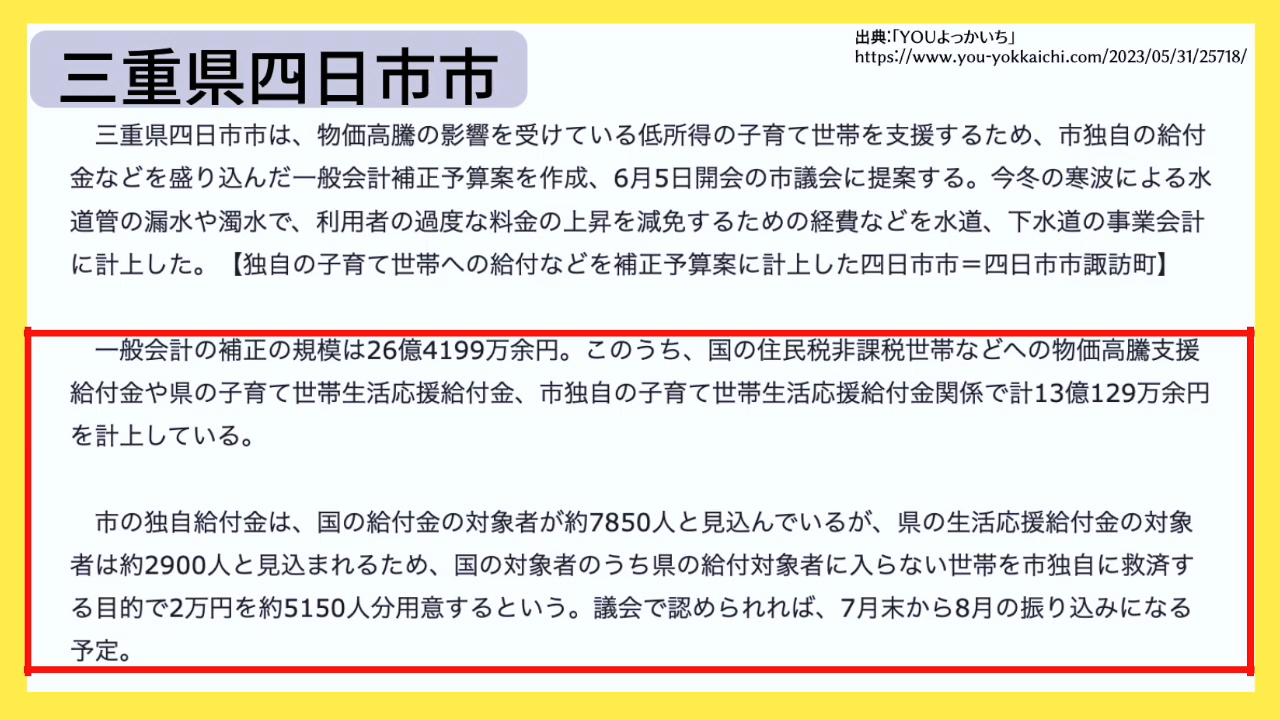 三重県四日市市
出典:「YOUよっかいち」
https://www.you-yokkaichi.com/2023/05/31/25718/
三重県四日市市は、物価高騰の影響を受けている低所得の子育て世帯を支援するため、市独自の給付
金などを盛り込んだ一般会計補正予算案を作成、6月5日開会の市議会に提案する。今冬の寒波による水
道管の漏水や濁水で、利用者の過度な料金の上昇を減免するための経費などを水道、下水道の事業会計
に計上した。【独自の子育て世帯への給付などを補正予算案に計上した四日市市=四日市市諏訪町】
一般会計の補正の規模は26億4199万余円。このうち、国の住民税非課税世帯などへの物価高騰支援
給付金や県の子育て世帯生活応援給付金、市独自の子育て世帯生活応援給付金関係で計13億129万余円
を計上している。
市の独自給付金は、国の給付金の対象者が約7850人と見込んでいるが、県の生活応援給付金の対象
者は約2900人と見込まれるため、国の対象者のうち県の給付対象者に入らない世帯を市独自に救済す
る目的で2万円を約5150人分用意するという。議会で認められれば、7月末から8月の振り込みになる
予定。